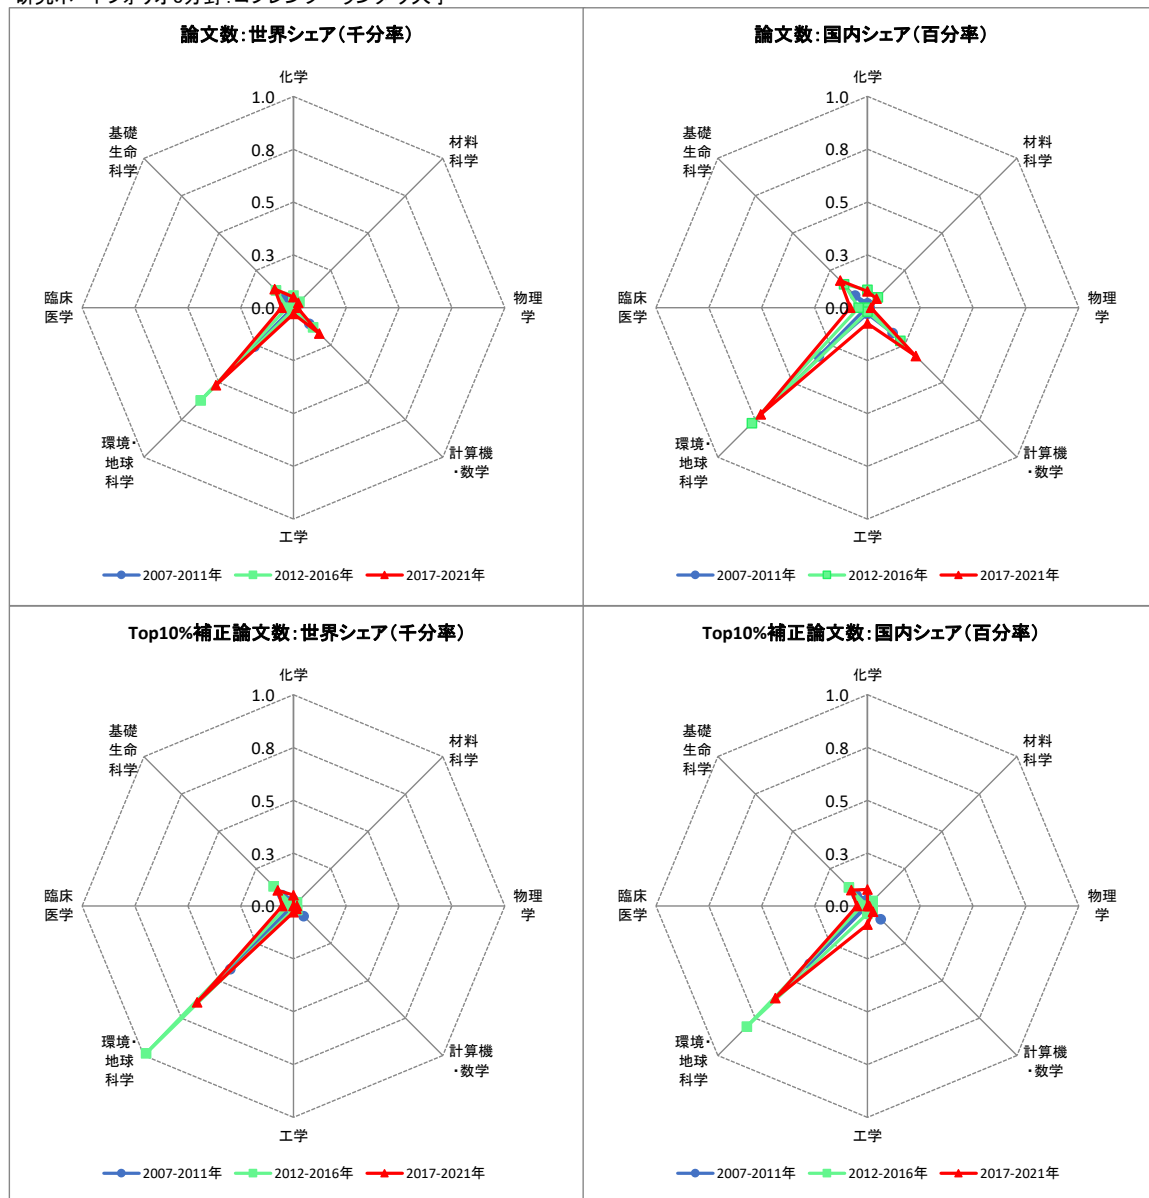 論文数:世界シェア(千分率)
化学
1.0
0.8
0.5
0.3
0.0
材料
科学
物理
学
計算機
・数学
工学
環境・
地球
科学
臨床
医学
基礎
生命
科学
2007-2011年
2012-2016年
2017-2021年
論文数:国内シェア(百分率)
化学
1.0
0.8
0.5
0.3
0.0
材料
科学
物理
学
計算機
・数学
工学
環境・
地球
科学
臨床
医学
基礎
生命
科学
2007-2011年
2012-2016年
2017-2021年
Top10%補正論文数:世界シェア(千分率)
化学
1.0
0.8
0.5
0.3
0.0
材料
科学
物理
学
計算機
・数学
工学
環境・
地球
科学
臨床
医学
基礎
生命
科学
2007-2011年
2012-2016年
2017-2021年
Top10%補正論文数:国内シェア(百分率)
化学
1.0
0.8
0.5
0.3
0.0
材料
科学
物理
学
計算機
・数学
工学
環境・
地球
科学
臨床
医学
基礎
生命
科学
2007-2011年
2012-2016年
2017-2021年